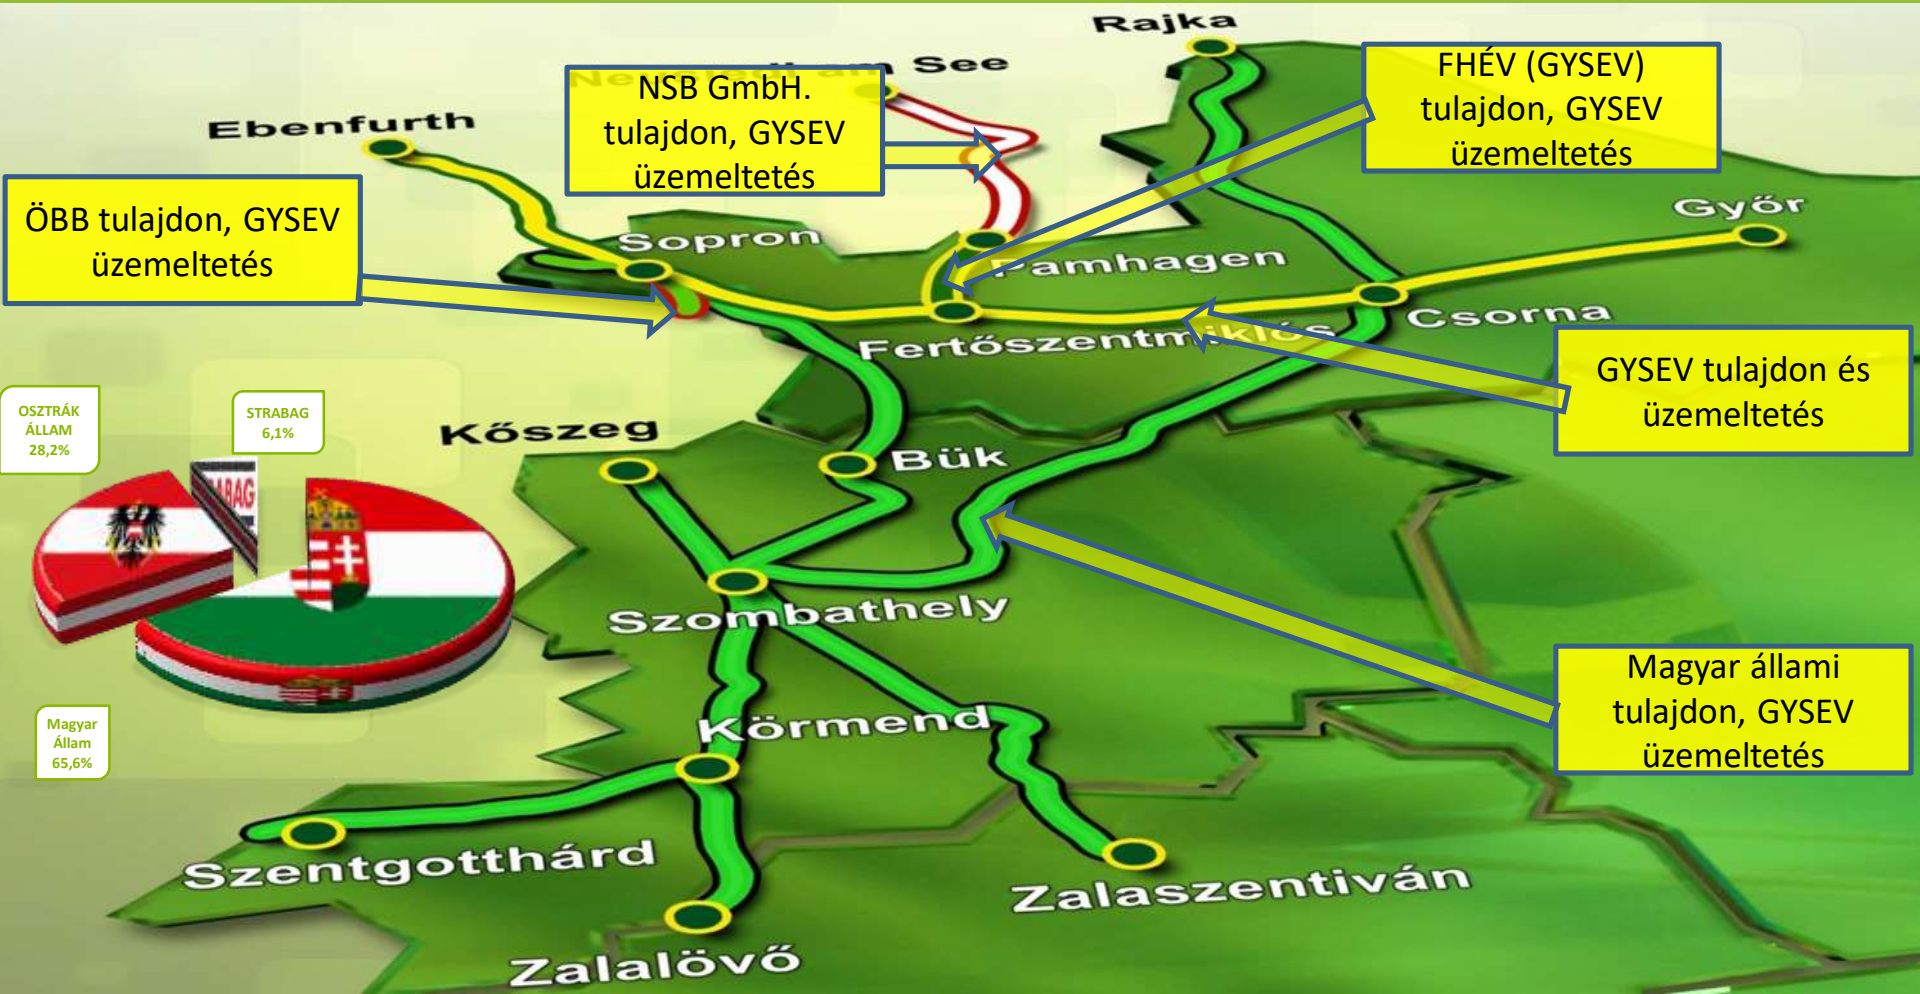 Rajka
Neusiedl am See
Ebenfurth
NSB GmbH.
tulajdon, GYSEV
üzemeltetés
FHÉV (GYSEV)
tulajdon, GYSEV
üzemeltetés
ÖBB tulajdon, GYSEV
üzemeltetés
Sopron
Pamhagen
Győr
Csorna
Fertőszentmiklós
GYSEV tulajdon és
üzemeltetés
OSZTRÁK
ÁLLAM
28,2%
STRABAG
6,1%
Kőszeg
Bük
Szombathely
Magyar állami
tulajdon, GYSEV
üzemeltetés
Magyar
Állam
65,6%
Körmend
Szentgotthárd
Zalaszentiván
Zalalövő